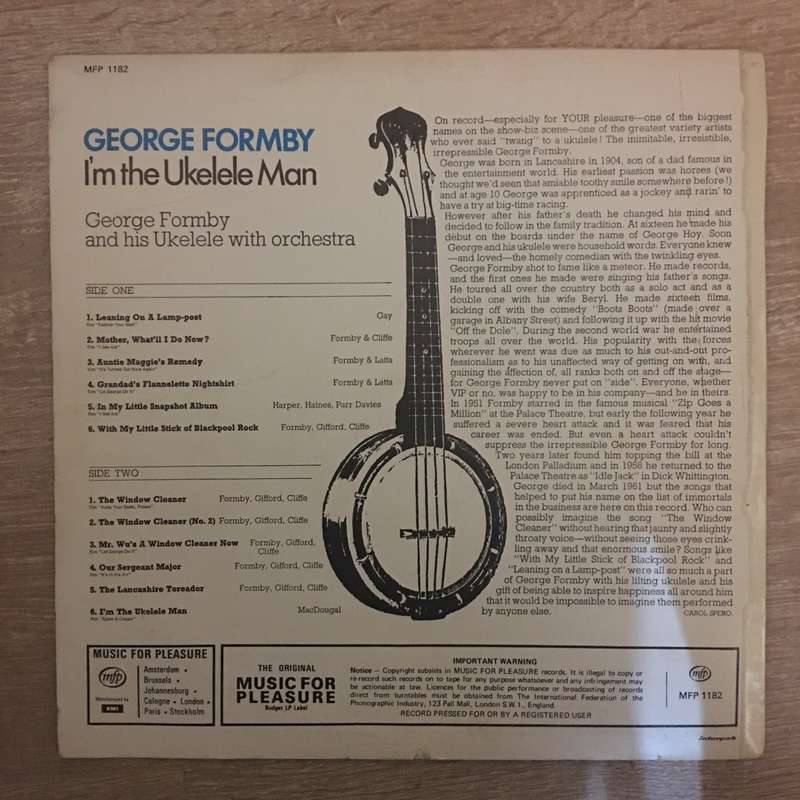 MFP 1182
GEORGE FORMBY
I'm the Ukelele Man
George Formby
and his Ukelele with orchestra
SIDE ONE
1. Leaning On A Lamp-post Gay
2. Mother, What'll I Do Now? Formby & Cliffe
film "I See Ice"
3. Auntie Maggie's Remedy Formby & Latta
film "It's Turned Out Nice Again"
4. Grandad's Flannelette Nightshirt Formby & Latta
film "Let George Do It"
5. In My Little Snapshot Album Harper, Haines, Parr Davies
film "I See Ice"
6. With My Little Stick of Blackpool Rock Formby, Gifford, Cliffe
SIDE TWO
1. The Window Cleaner Formby, Gifford, Cliffe
film "Keep Your Seats, Please"
2. The Window Cleaner (No. 2) Formby, Gifford, Cliffe
3. Mr. Wu's A Window Cleaner Now Formby, Gifford,
film "Let George Do It" Cliffe
4. Our Sergeant Major Formby, Gifford, Cliffe
5. The Lancashire Toreador Formby, Gifford, Cliffe
6. I'm The Ukelele Man MacDougal
On record—especially for YOUR pleasure—one of the biggest
names on the show-biz scene—one of the greatest variety artists
who ever said "twang" to a ukulele! The inimitable, irresistible,
irrepressible George Formby.
George was born in Lancashire in 1904, son of a dad famous in
the entertainment world. His earliest passion was horses (we
thought we'd seen that amiable toothy smile somewhere before!)
and at age 10 George was apprenticed as a jockey and rarin' to
have a try at big-time racing.
However after his father's death he changed his mind and
decided to follow in the family tradition. At sixteen he made his
début on the boards under the name of George Hoy. Soon
George and his ukulele were household words. Everyone knew
—and loved—the homely comedian with the twinkling eyes.
George Formby shot to fame like a meteor. He made records,
and the first ones he made were singing his father's songs.
He toured all over the country both as a solo act and as a
double one with his wife Beryl. He made sixteen films,
kicking off with the comedy "Boots Boots" (made over a
garage in Albany Street) and following it up with the hit movie
"Off the Dole". During the second world war he entertained
troops all over the world. His popularity with the forces
wherever he went was due as much to his out-and-out pro-
fessionalism as to his unaffected way of getting on with, and
gaining the affection of, all ranks both on and off the stage—
for George Formby never put on "side". Everyone, whether
VIP or no, was happy to be in his company—and he in theirs.
In 1951 Formby starred in the famous musical "Zip Goes a
Million" at the Palace Theatre, but early the following year he
suffered a severe heart attack and it was feared that his
career was ended. But even a heart attack couldn't
suppress the irrepressible George Formby for long.
Two years later found him topping the bill at the
London Palladium and in 1956 he returned to the
Palace Theatre as "Idle Jack" in Dick Whittington.
George died in March 1961 but the songs that
helped to put his name on the list of immortals
in the business are here on this record. Who can
possibly imagine the song "The Window
Cleaner" without hearing that jaunty and slightly
throaty voice—without seeing those eyes crink-
ling away and that enormous smile? Songs like
"With My Little Stick of Blackpool Rock" and
"Leaning on a Lamp-post" were all so much a part
of George Formby with his lilting ukulele and his
gift of being able to inspire happiness all around him
that it would be impossible to imagine them performed
by anyone else. CAROL SPERO.
MUSIC FOR PLEASURE
mfp
Manufactured by
EMI
Amsterdam •
Brussels •
Johannesburg •
Cologne • London •
Paris • Stockholm
THE ORIGINAL
MUSIC FOR
PLEASURE
Budget LP Label
IMPORTANT WARNING
Notice — Copyright subsists in MUSIC FOR PLEASURE records. It is illegal to copy or
re-record such records on to tape for any purpose whatsoever and any infringement may
be actionable at law. Licences for the public performance or broadcasting of records
direct from turntables must be obtained from The International Federation of the
Phonographic Industry, 123 Pall Mall, London S.W.1., England.
RECORD PRESSED FOR OR BY A REGISTERED USER
mfp
MFP 1182